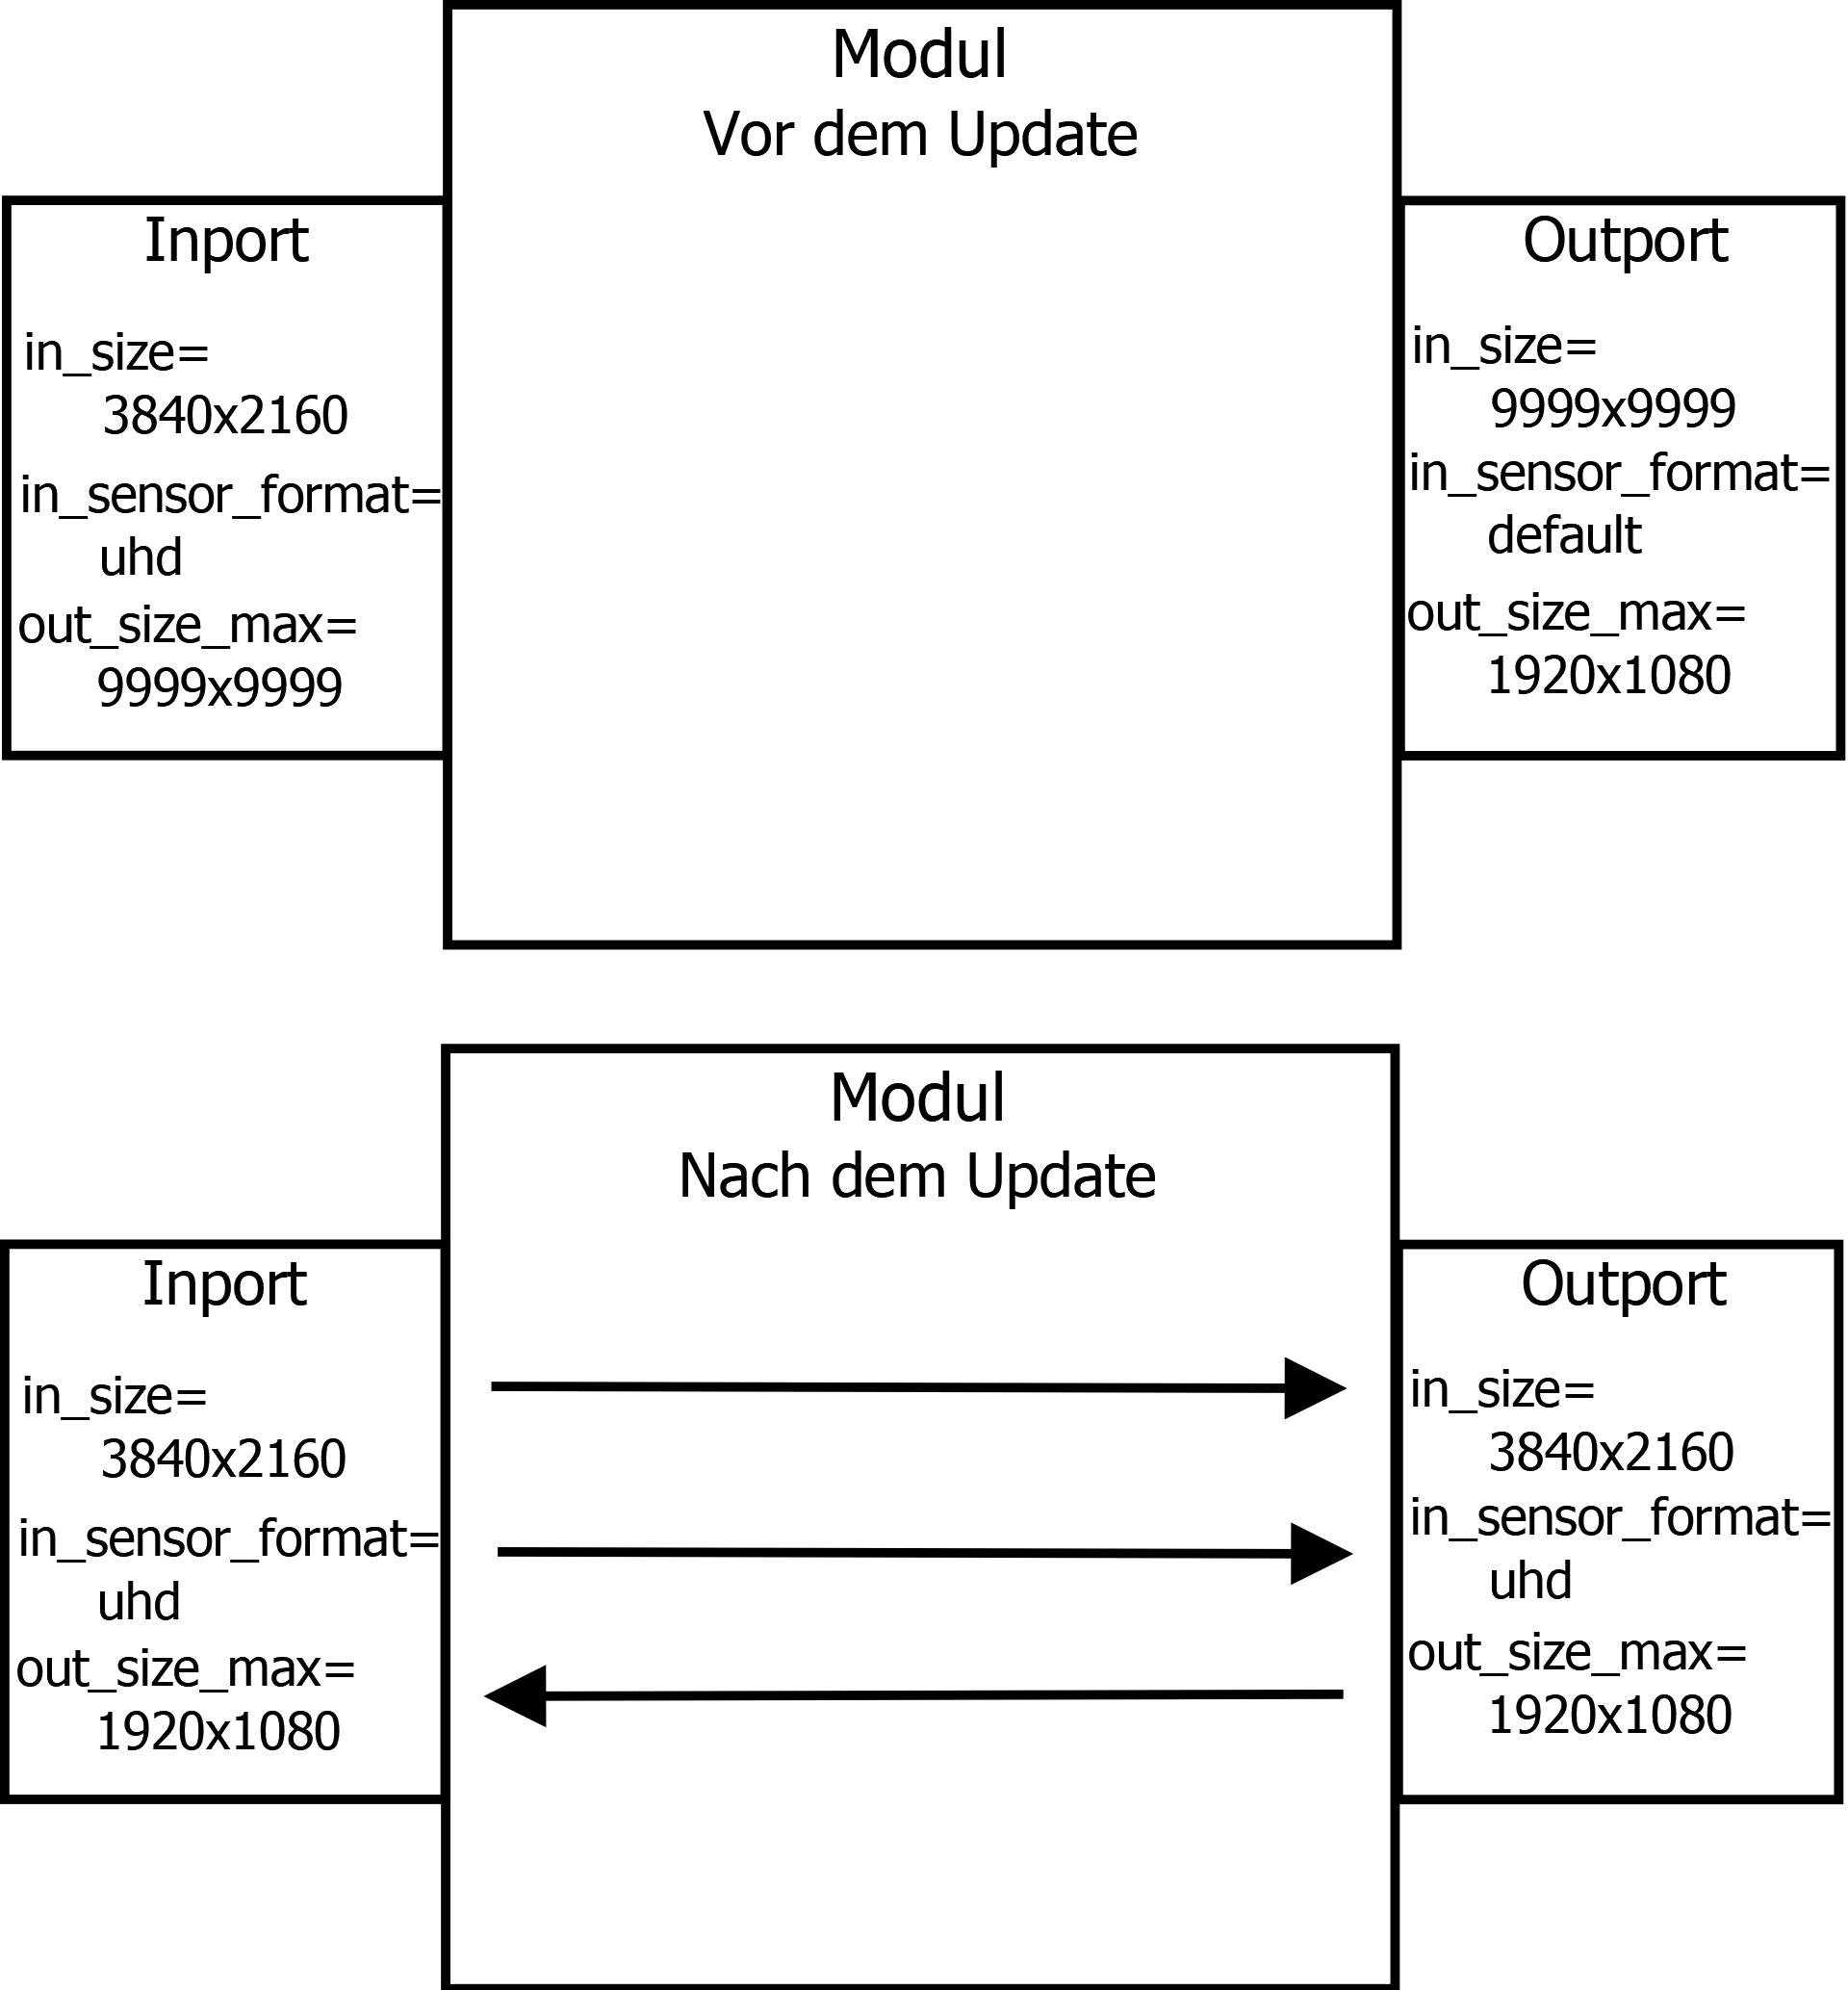 Modul
Vor dem Update
Inport
in_size=
3840x2160
in_sensor_format=
uhd
out_size_max=
9999x9999
Outport
in_size=
9999x9999
in_sensor_format=
default
out_size_max=
1920x1080
Modul
Nach dem Update
Inport
in_size=
3840x2160
in_sensor_format=
uhd
out_size_max=
1920x1080
Outport
in_size=
3840x2160
in_sensor_format=
uhd
out_size_max=
1920x1080